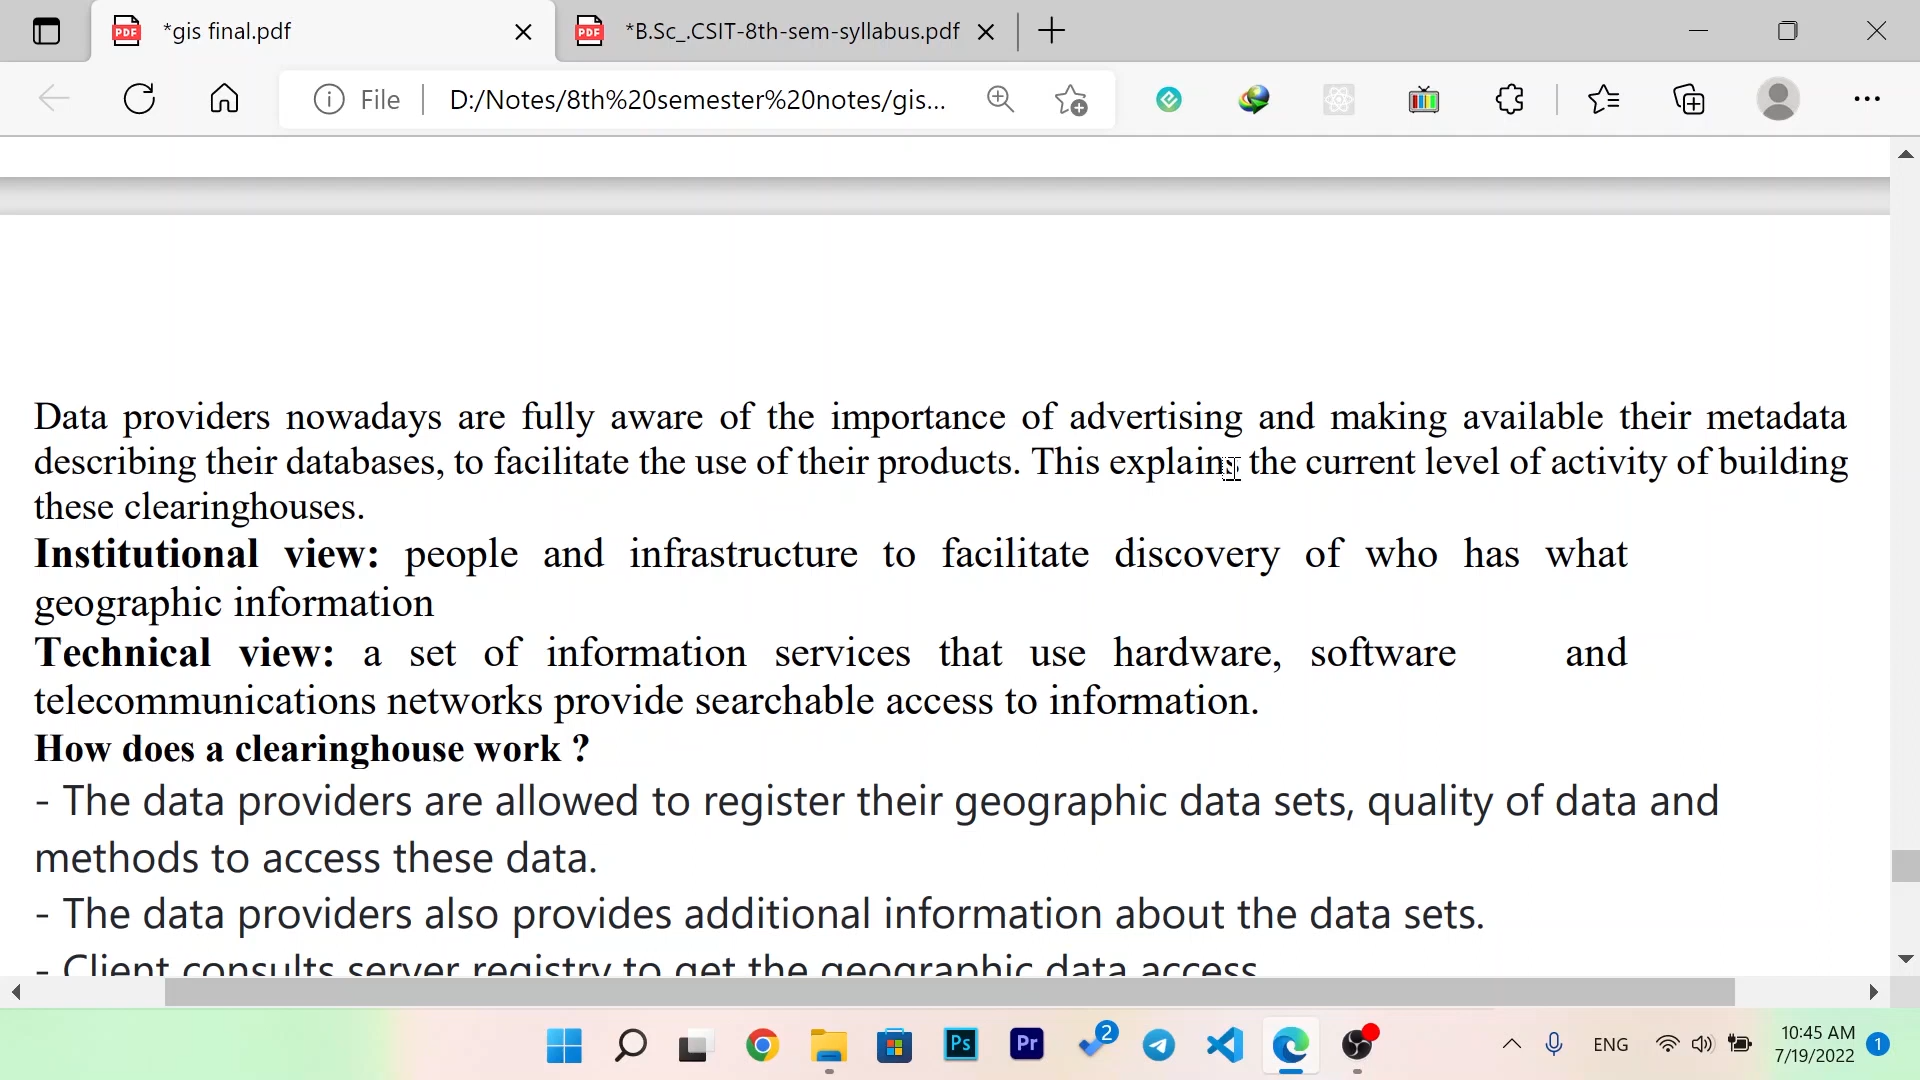 *gis final.pdf
*B.Sc_.CSIT-8th-sem-syllabus.pdf
File
D:/Notes/8th%20semester%20notes/gis...
Data providers nowadays are fully aware of the importance of advertising and making available their metadata
describing their databases, to facilitate the use of their products. This explains the current level of activity of building
these clearinghouses.
Institutional view: people and infrastructure to facilitate discovery of who has what
geographic information
Technical view: a set of information services that use hardware, software and
telecommunications networks provide searchable access to information.
How does a clearinghouse work ?
- The data providers are allowed to register their geographic data sets, quality of data and
methods to access these data.
- The data providers also provides additional information about the data sets.
- Client consults server registry to get the geographic data access
PDF
PDF
Ps
Pr
2
ENG
10:45 AM
7/19/2022
1